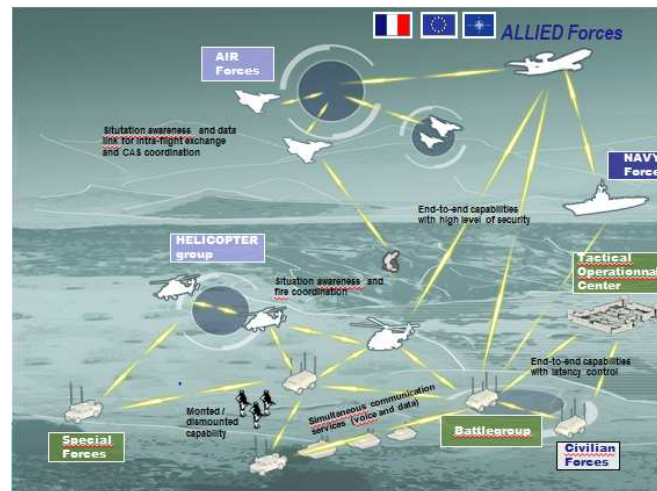 ALLIED Forces
AIR
Forces
Situtation awareness and data
link for intra-flight exchange
and CAS coordination
NAVY
Force
End-to-end capabilities
with high level of security
HELICOPTER
group
Tactical
Operationnal
Center
Situation awareness and
fire coordination
End-to-end capabilities
with latency control
Simultaneous communication
services (voice and data)
Monted /
dismounted
capability
Special
Forces
Battlegroup
Civilian
Forces